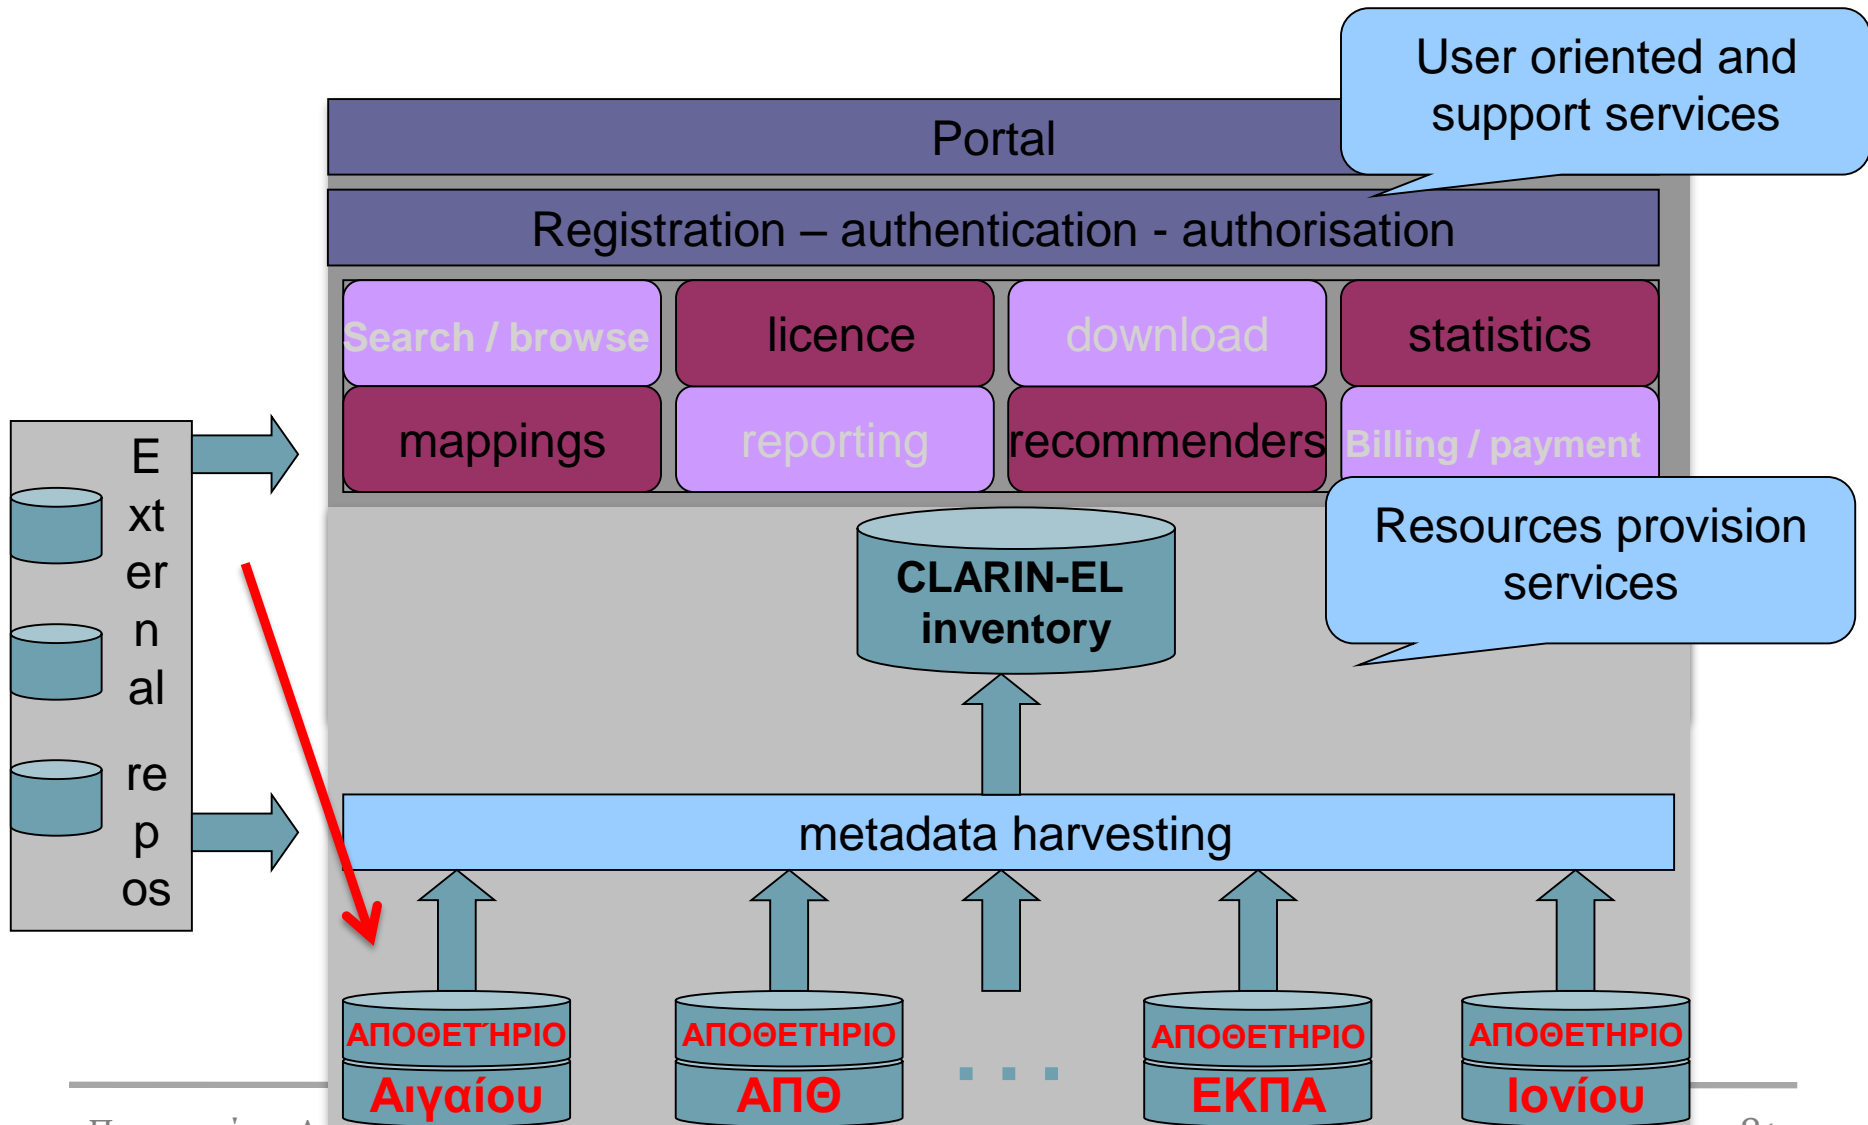 User oriented and
support services
Portal
Registration – authentication - authorisation
Search / browse
licence
download
statistics
mappings
reporting
recommenders
Billing / payment
E
xt
er
n
al
re
p
os
CLARIN-EL
inventory
Resources provision
services
metadata harvesting
ΑΠΟΘΕΤΉΡΙΟ
Αιγαίου
ΑΠΟΘΕΤΗΡΙΟ
ΑΠΘ
. . .
ΑΠΟΘΕΤΗΡΙΟ
ΕΚΠΑ
ΑΠΟΘΕΤΗΡΙΟ
Ιονίου